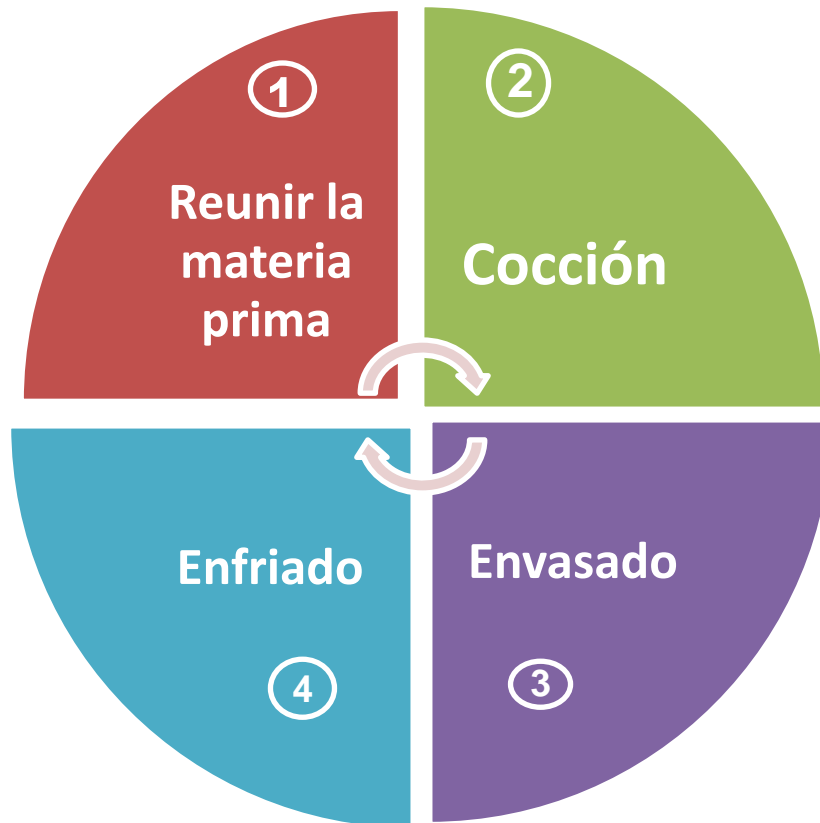 1
Reunir la
materia
prima
2
Cocción
Envasado
3
Enfriado
4